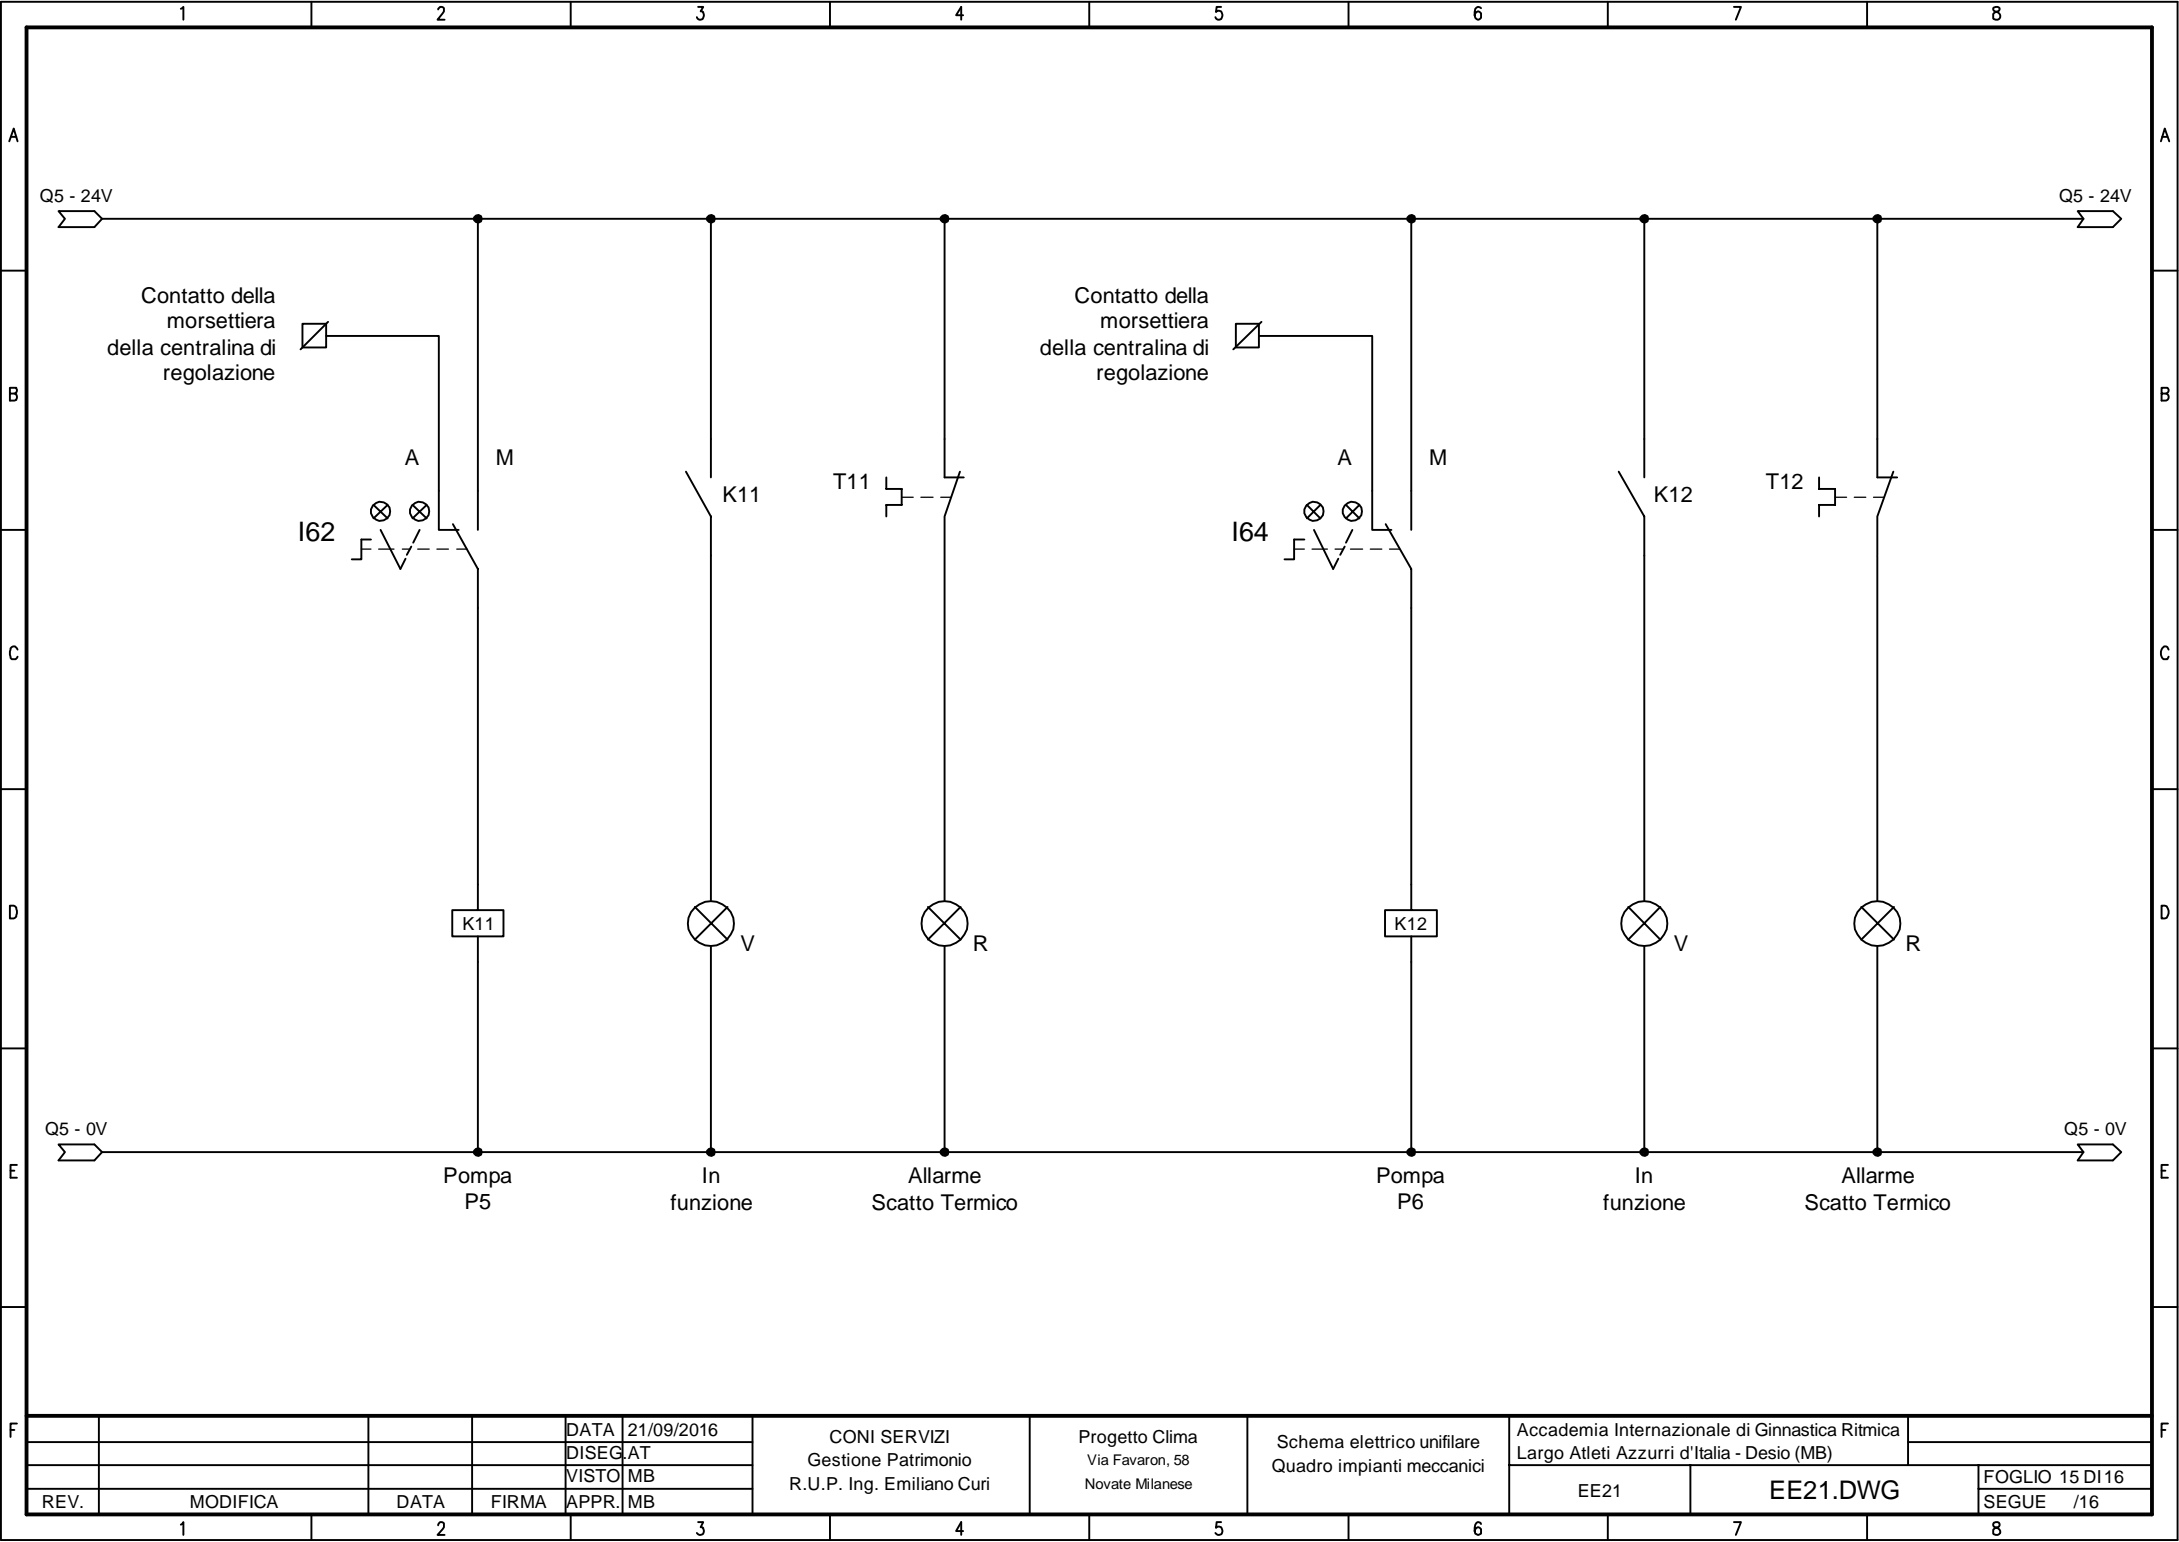 1 2 3 4 5 6 7 8
A A
Q5 - 24V Q5 - 24V
Contatto della
morsettiera
della centralina di
regolazione
Contatto della
morsettiera
della centralina di
regolazione
B B
A M
K11
T11
I62
A M
K12
T12
I64
C C
D D
K11
V
R
K12
V
R
Q5 - 0V Q5 - 0V
E E
Pompa
P5
In
funzione
Allarme
Scatto Termico
Pompa
P6
In
funzione
Allarme
Scatto Termico
F F
DATA 21/09/2016
DISEG. AT
VISTO MB
REV. MODIFICA DATA FIRMA APPR. MB
CONI SERVIZI
Gestione Patrimonio
R.U.P. Ing. Emiliano Curi
Progetto Clima
Via Favaron, 58
Novate Milanese
Schema elettrico unifilare
Quadro impianti meccanici
Accademia Internazionale di Ginnastica Ritmica
Largo Atleti Azzurri d'Italia - Desio (MB)
EE21
EE21.DWG
FOGLIO 15 DI 16
SEGUE /16
1 2 3 4 5 6 7 8